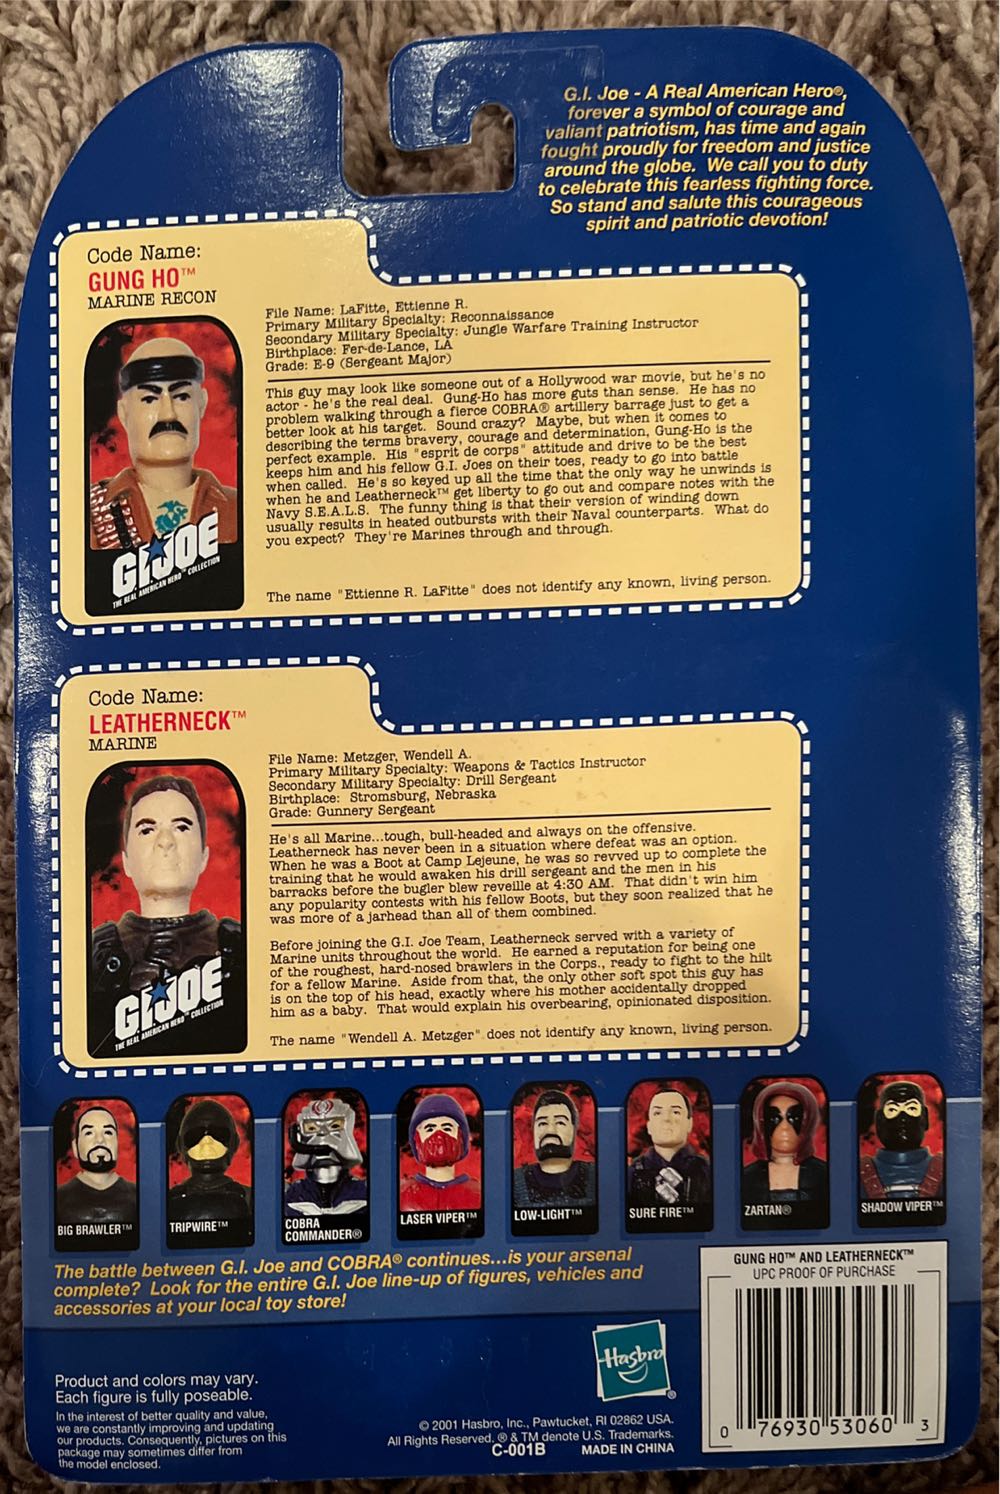 G.I. Joe - A Real American Hero®,
forever a symbol of courage and
valiant patriotism, has time and again
fought proudly for freedom and justice
around the globe. We call you to duty
to celebrate this fearless fighting force.
So stand and salute this courageous
spirit and patriotic devotion!
Code Name:
GUNG HO™
MARINE RECON
File Name: LaFitte, Ettienne R.
Primary Military Specialty: Reconnaissance
Secondary Military Specialty: Jungle Warfare Training Instructor
Birthplace: Fer-de-Lance, LA
Grade: E-9 (Sergeant Major)
This guy may look like someone out of a Hollywood war movie, but he's no
actor - he's the real deal. Gung-Ho has more guts than sense. He has no
problem walking through a fierce COBRA® artillery barrage just to get a
better look at his target. Sound crazy? Maybe, but when it comes to
describing the terms bravery, courage and determination, Gung-Ho is the
perfect example. His "esprit de corps" attitude and drive to be the best
keeps him and his fellow G.I. Joes on their toes, ready to go into battle
when called. He's so keyed up all the time that the only way he unwinds is
when he and Leatherneck™ get liberty to go out and compare notes with the
Navy S.E.A.L.S. The funny thing is that their version of winding down
usually results in heated outbursts with their Naval counterparts. What do
you expect? They're Marines through and through.
The name "Ettienne R. LaFitte" does not identify any known, living person.
GI JOE
THE REAL AMERICAN HERO™ COLLECTION
Code Name:
LEATHERNECK™
MARINE
File Name: Metzger, Wendell A.
Primary Military Specialty: Weapons & Tactics Instructor
Secondary Military Specialty: Drill Sergeant
Birthplace: Stromsburg, Nebraska
Grade: Gunnery Sergeant
He's all Marine...tough, bull-headed and always on the offensive.
Leatherneck has never been in a situation where defeat was an option.
When he was a Boot at Camp Lejeune, he was so revved up to complete the
training that he would awaken his drill sergeant and the men in his
barracks before the bugler blew reveille at 4:30 AM. That didn't win him
any popularity contests with his fellow Boots, but they soon realized that he
was more of a jarhead than all of them combined.
Before joining the G.I. Joe Team, Leatherneck served with a variety of
Marine units throughout the world. He earned a reputation for being one
of the roughest, hard-nosed brawlers in the Corps., ready to fight to the hilt
for a fellow Marine. Aside from that, the only other soft spot this guy has
is on the top of his head, exactly where his mother accidentally dropped
him as a baby. That would explain his overbearing, opinionated disposition.
The name "Wendell A. Metzger" does not identify any known, living person.
GI JOE
THE REAL AMERICAN HERO™ COLLECTION
BIG BRAWLER™
TRIPWIRE™
COBRA
COMMANDER®
LASER VIPER™
LOW-LIGHT™
SURE FIRE™
ZARTAN®
SHADOW VIPER™
The battle between G.I. Joe and COBRA® continues...is your arsenal
complete? Look for the entire G.I. Joe line-up of figures, vehicles and
accessories at your local toy store!
GUNG HO™ AND LEATHERNECK™
UPC PROOF OF PURCHASE
0 76930 53060 3
Hasbro®
Product and colors may vary.
Each figure is fully poseable.
In the interest of better quality and value,
we are constantly improving and updating
our products. Consequently, pictures on this
package may sometimes differ from
the model enclosed.
© 2001 Hasbro, Inc., Pawtucket, RI 02862 USA.
All Rights Reserved. ® & TM denote U.S. Trademarks.
C-001B MADE IN CHINA